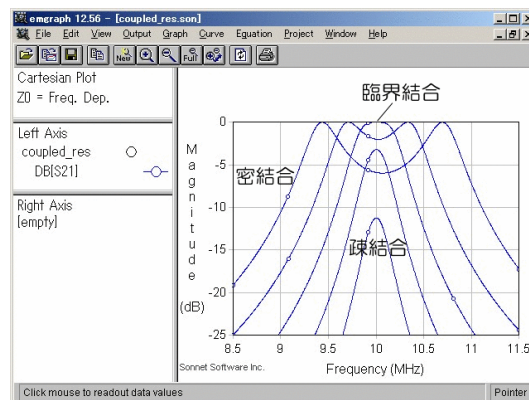 emgraph 12.56 - [coupled_res.son]
File Edit View Output Graph Curve Equation Project Window Help
New Full
Cartesian Plot
Z0 = Freq. Dep.
Left Axis
coupled_res
DB[S21]
Right Axis
[empty]
臨界結合
密結合
疎結合
Magnitude
(dB)
0
-5
-10
-15
-20
-25
8.5 9 9.5 10 10.5 11 11.5
Sonnet Software Inc.
Frequency (MHz)
Click mouse to readout data values
Pointer